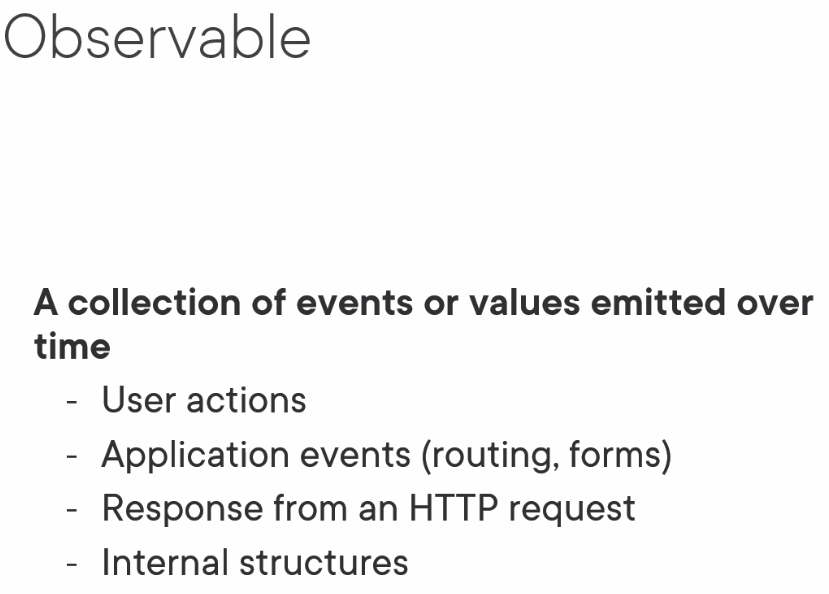 Observable
A collection of events or values emitted over
time
- User actions
- Application events (routing, forms)
- Response from an HTTP request
- Internal structures